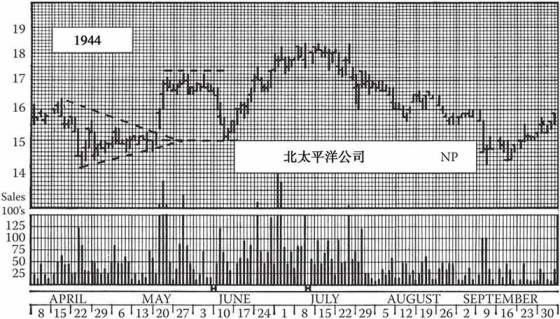 1944
19
18
17
16
15
14
北太平洋公司 NP
Sales
100's
125
100
75
50
25
APRIL MAY JUNE JULY AUGUST SEPTEMBER
8 15 22 29 6 13 20 27 3 10 17 24 1 8 15 22 29 5 12 19 26 2 9 16 23 30